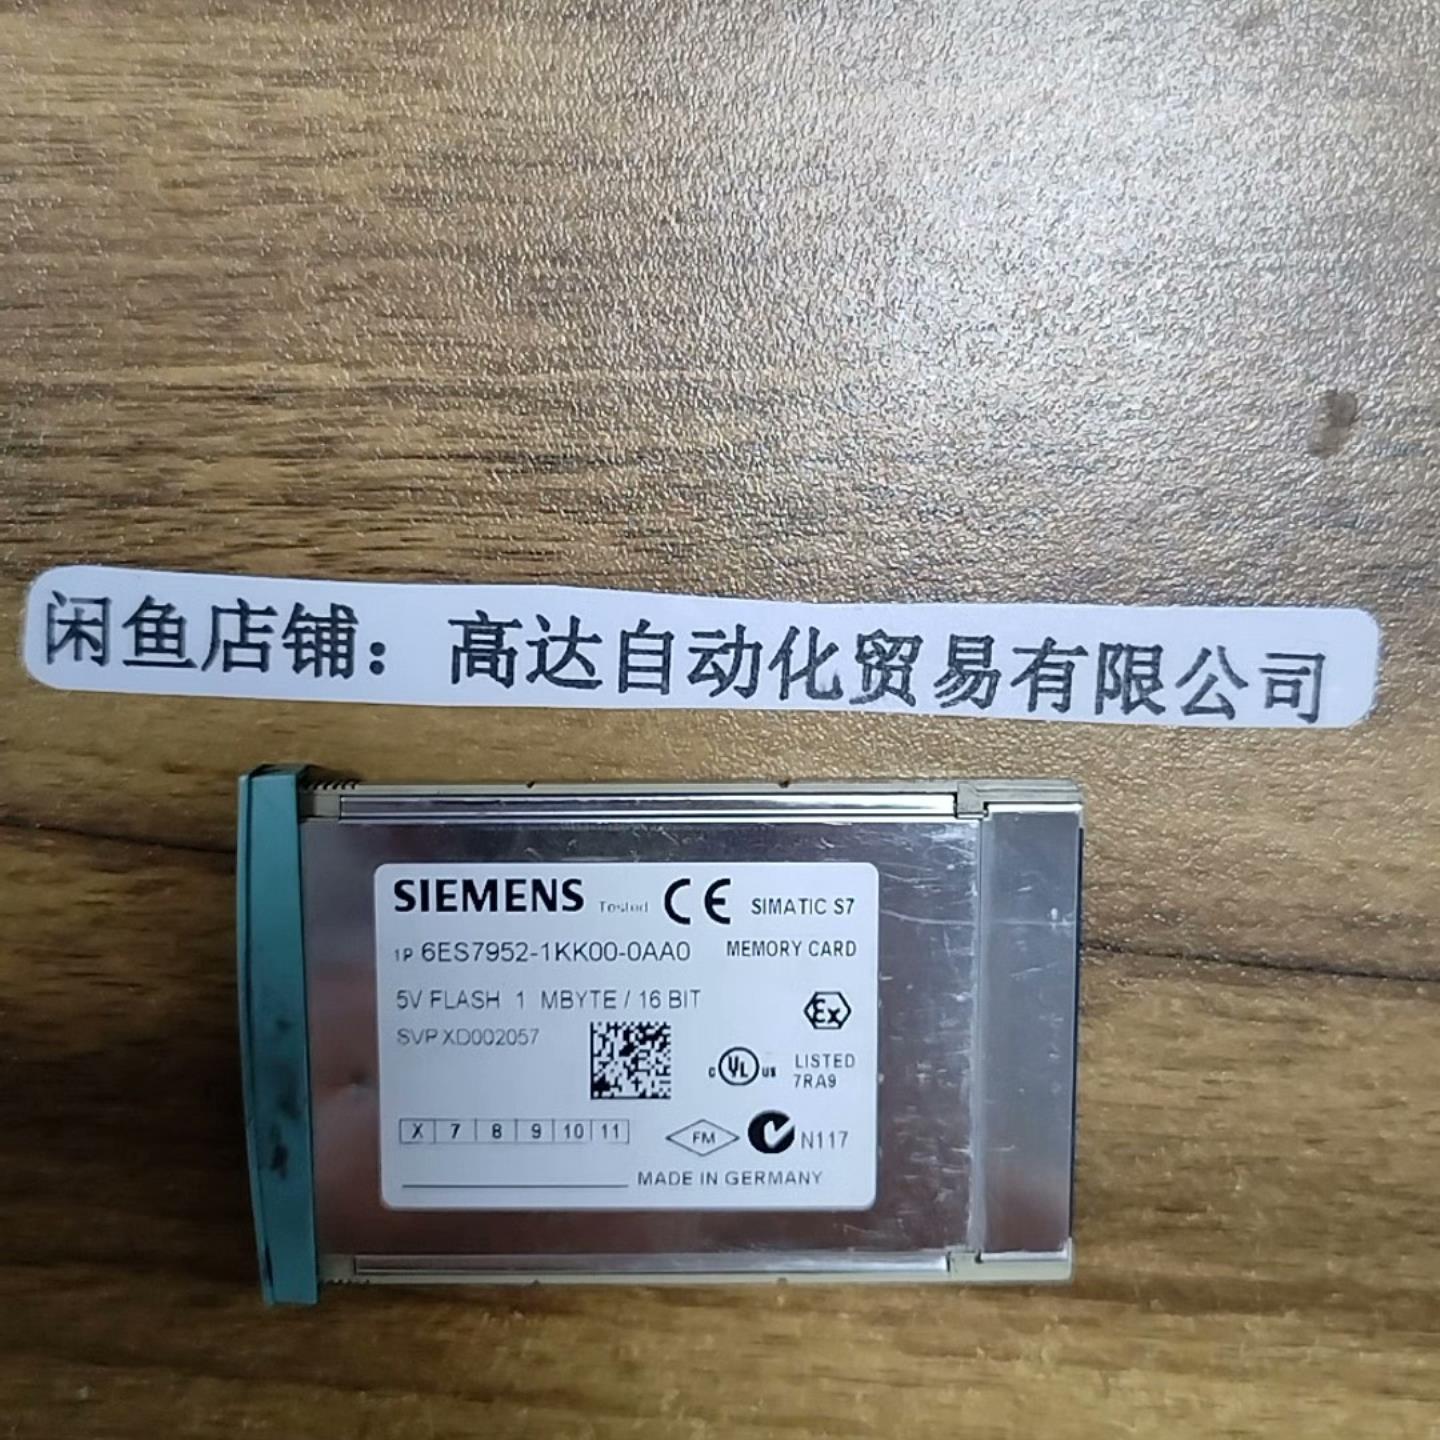 闲鱼店铺： 高达自动化贸易有限公司
SIEMENS Tested CE SIMATIC S7
1P 6ES7952-1KK00-0AA0 MEMORY CARD
5V FLASH 1 MBYTE / 16 BIT
Ex
SVP XD002057
C UL US LISTED
7RA9
X 7 8 9 10 11
FM
N117
MADE IN GERMANY